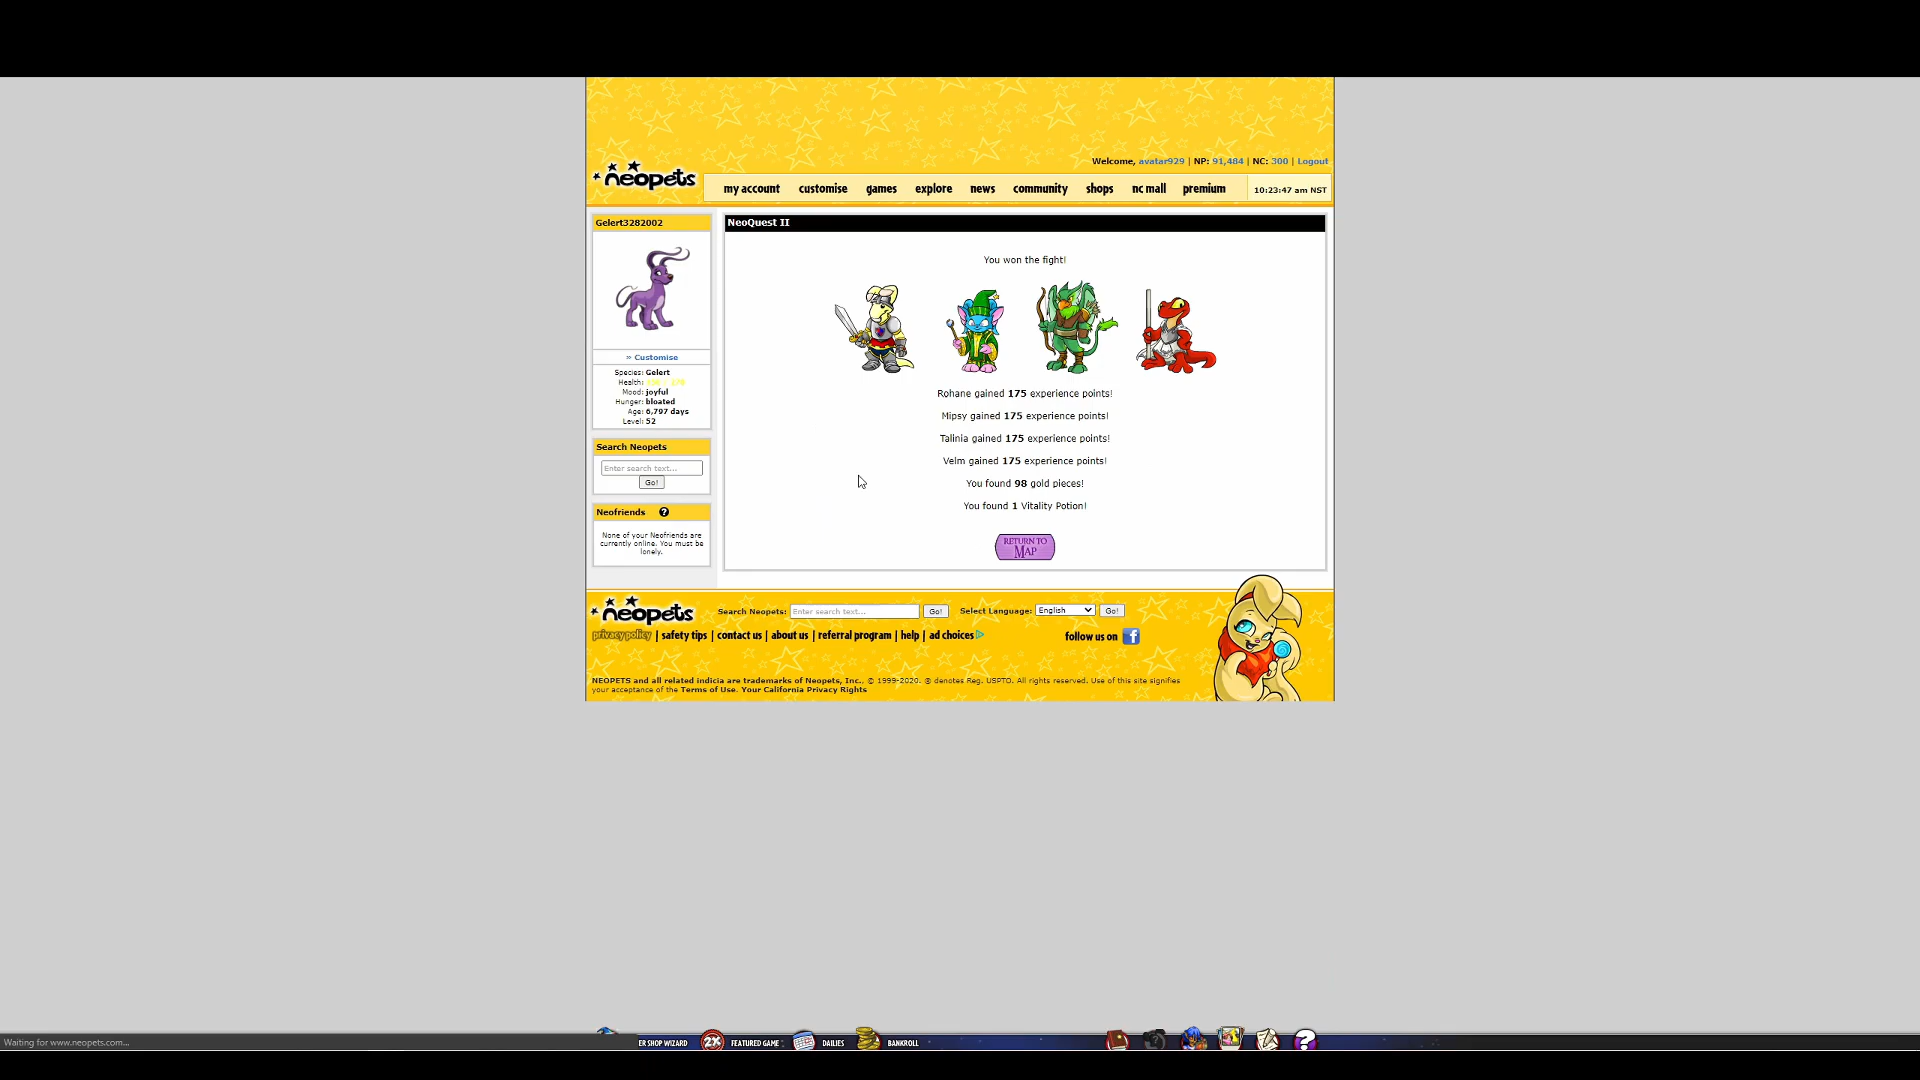 Welcome, avatar929 | NP: 91,484 | NC: 300 | Logout
neopets
my account customise games explore news community shops nc mall premium 10:23:47 am NST
Gelert3282002
» Customise
Species: Gelert
Health:
Mood: joyful
Hunger: bloated
Age: 6,797 days
Level: 52
Search Neopets
Enter search text...
Go!
Neofriends ?
None of your Neofriends are
currently online. You must be
lonely.
NeoQuest II
You won the fight!
Rohane gained 175 experience points!
Mipsy gained 175 experience points!
Talinia gained 175 experience points!
Velm gained 175 experience points!
You found 98 gold pieces!
You found 1 Vitality Potion!
RETURN TO
MAP
neopets
Search Neopets: Enter search text... Go! Select Language: English Go!
privacy policy | safety tips | contact us | about us | referral program | help | ad choices
follow us on f
NEOPETS and all related indicia are trademarks of Neopets, Inc., © 1999-2020. ® denotes Reg. USPTO. All rights reserved. Use of this site signifies
your acceptance of the Terms of Use. Your California Privacy Rights
Waiting for www.neopets.com...
ER SHOP WIZARD 2X FEATURED GAME DAILIES BANKROLL ?